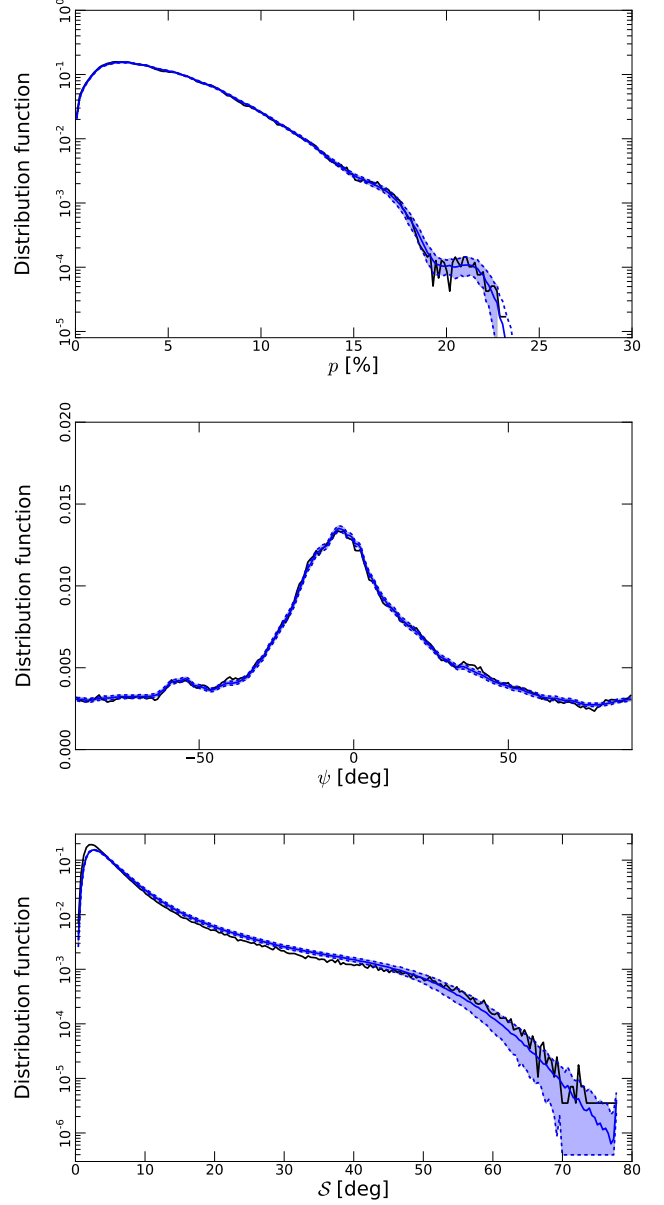 Distribution function
10⁰
10⁻¹
10⁻²
10⁻³
10⁻⁴
10⁻⁵
0 5 10 15 20 25 30
p [%]
Distribution function
0.020
0.015
0.010
0.005
0.000
−50 0 50
ψ [deg]
Distribution function
10⁻¹
10⁻²
10⁻³
10⁻⁴
10⁻⁵
10⁻⁶
0 10 20 30 40 50 60 70 80
𝒮 [deg]